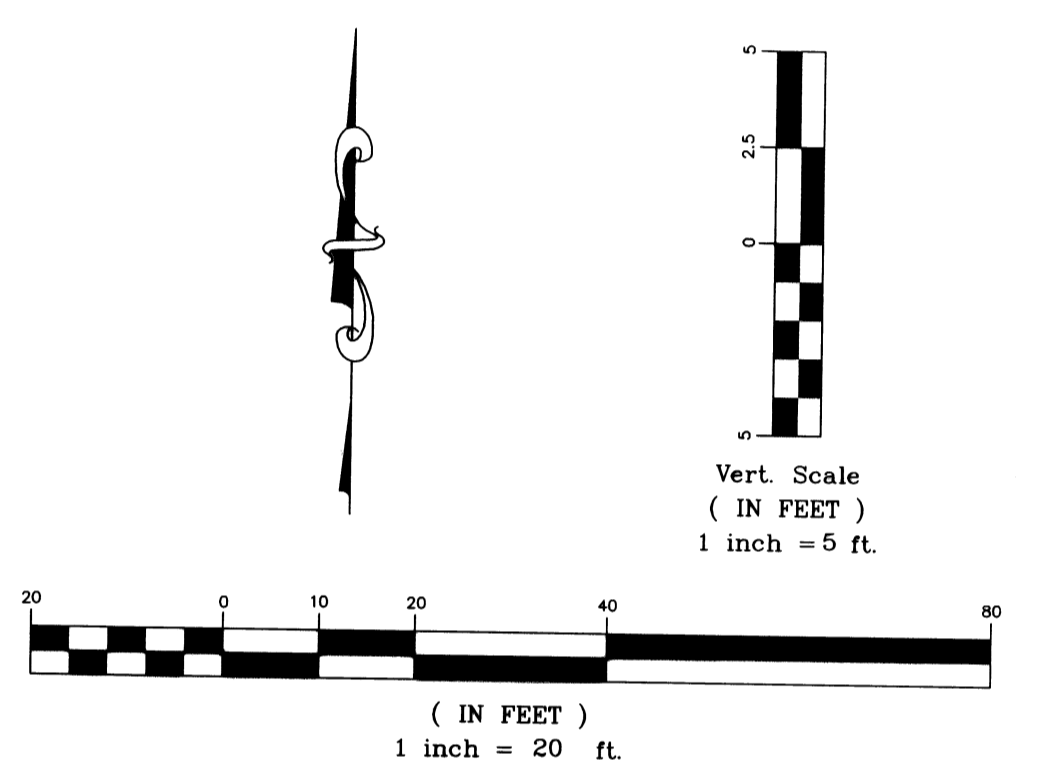 5
2.5
0
5
Vert. Scale
( IN FEET )
1 inch = 5 ft.
20 0 10 20 40 80
( IN FEET )
1 inch = 20 ft.